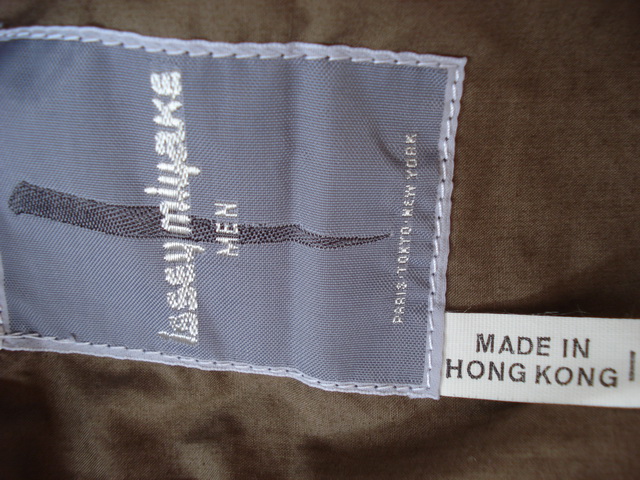 issey miyake
MEN
PARIS·TOKYO·NEW YORK
MADE IN
HONG KONG